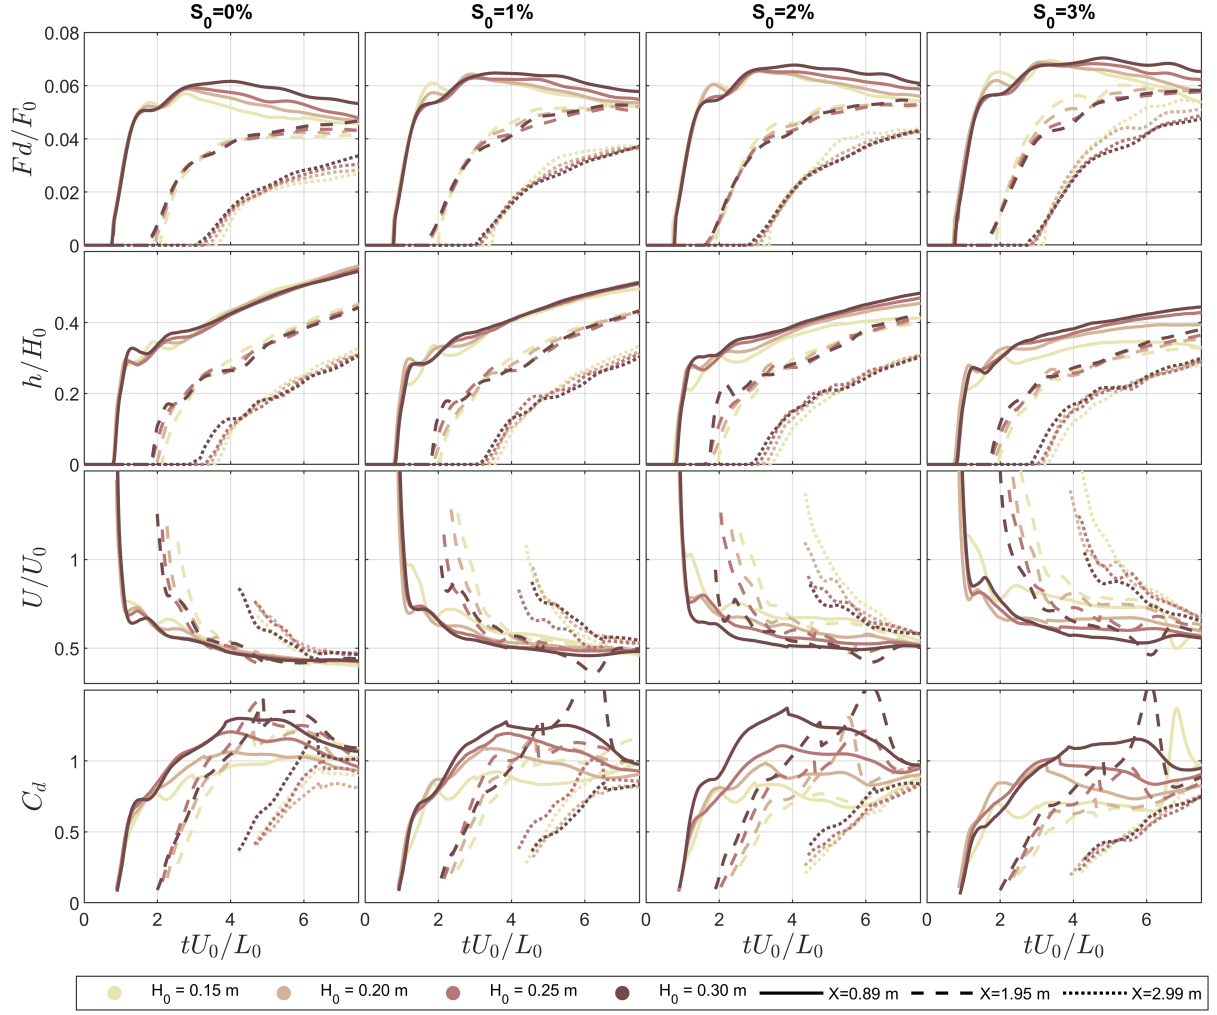 S0=0% S0=1% S0=2% S0=3%
0.08
0.06
0.04
0.02
0
Fd/F0
0.4
0.2
0
h/H0
1
0.5
U/U0
1
0.5
0
Cd
0 2 4 6 0 2 4 6 0 2 4 6 0 2 4 6
tU0/L0 tU0/L0 tU0/L0 tU0/L0
H0 = 0.15 m H0 = 0.20 m H0 = 0.25 m H0 = 0.30 m X=0.89 m X=1.95 m X=2.99 m